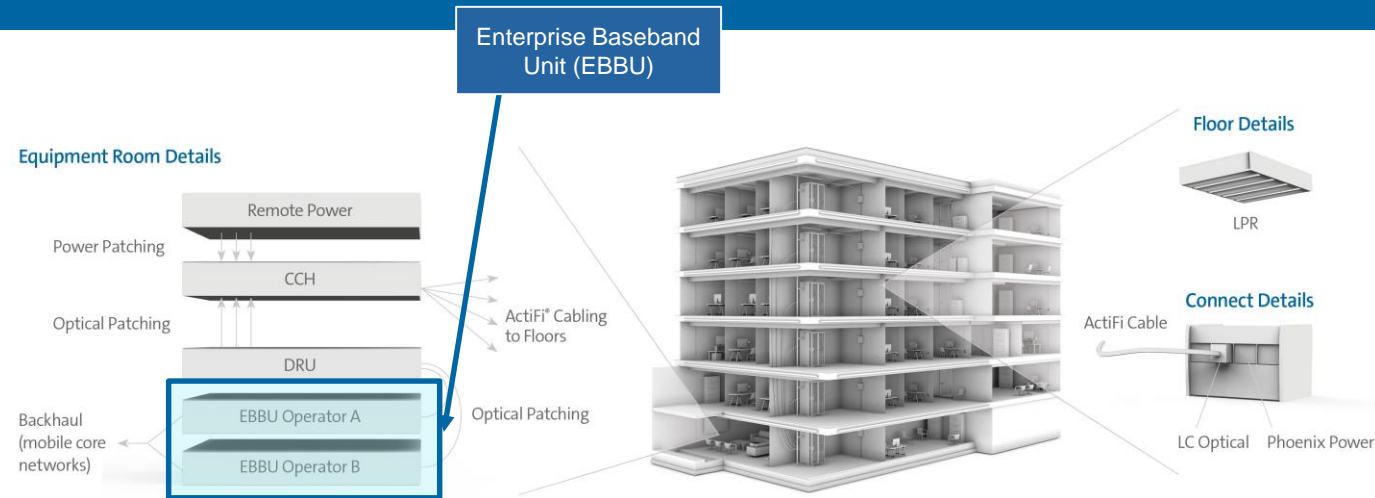 Enterprise Baseband
Unit (EBBU)
Equipment Room Details
Remote Power
Power Patching
CCH
Optical Patching
ActiFi® Cabling
to Floors
DRU
EBBU Operator A
Optical Patching
Backhaul
(mobile core
networks)
EBBU Operator B
Floor Details
LPR
Connect Details
ActiFi Cable
LC Optical
Phoenix Power